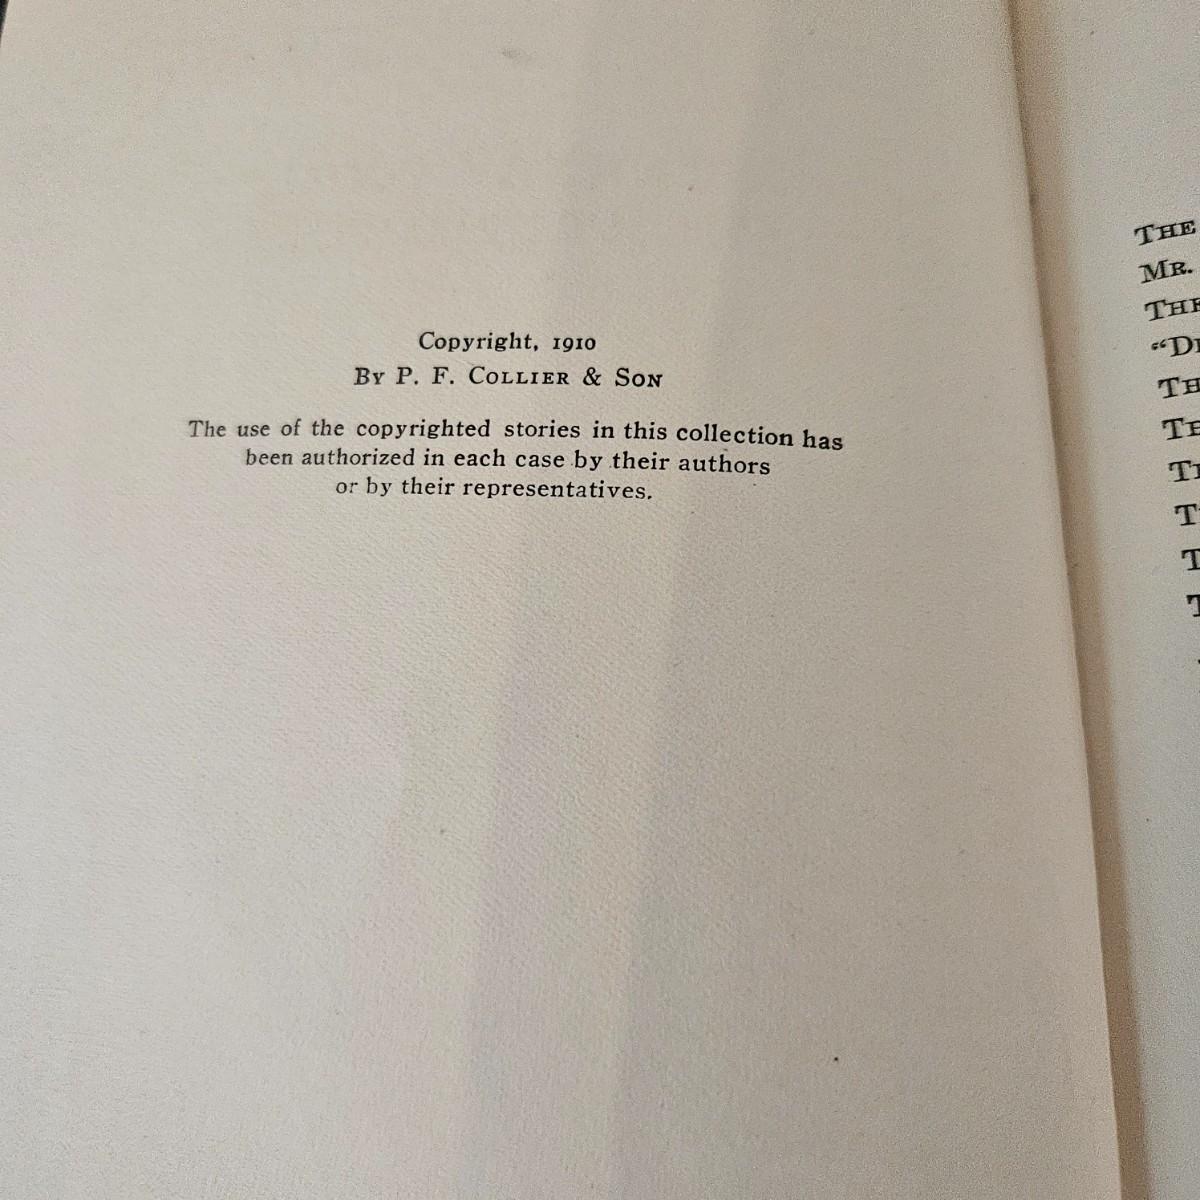 Copyright, 1910
By P. F. Collier & Son
The use of the copyrighted stories in this collection has
been authorized in each case by their authors
or by their representatives.
The
Mr.
The